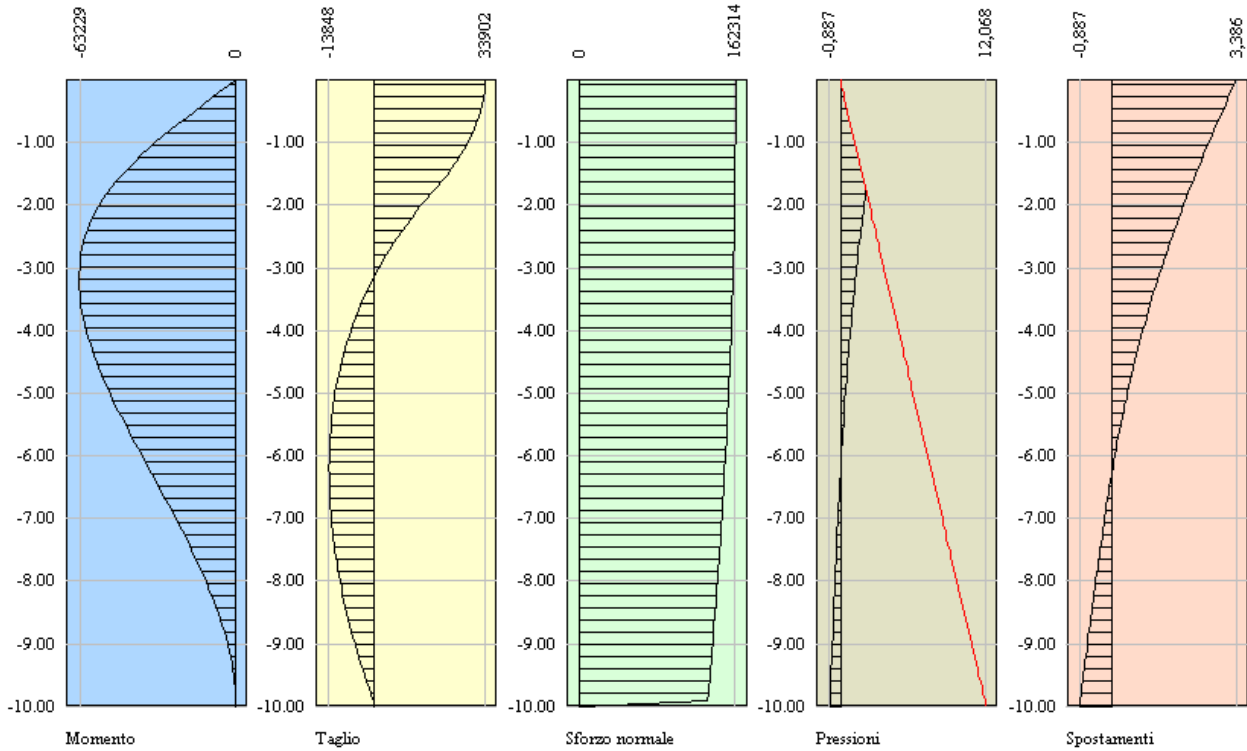 -63229 0 -13848 33902 0 162314 -0,887 12,068 -0,887 3,386
-1.00 -1.00 -1.00 -1.00 -1.00
-2.00 -2.00 -2.00 -2.00 -2.00
-3.00 -3.00 -3.00 -3.00 -3.00
-4.00 -4.00 -4.00 -4.00 -4.00
-5.00 -5.00 -5.00 -5.00 -5.00
-6.00 -6.00 -6.00 -6.00 -6.00
-7.00 -7.00 -7.00 -7.00 -7.00
-8.00 -8.00 -8.00 -8.00 -8.00
-9.00 -9.00 -9.00 -9.00 -9.00
-10.00 -10.00 -10.00 -10.00 -10.00
Momento Taglio Sforzo normale Pressioni Spostamenti